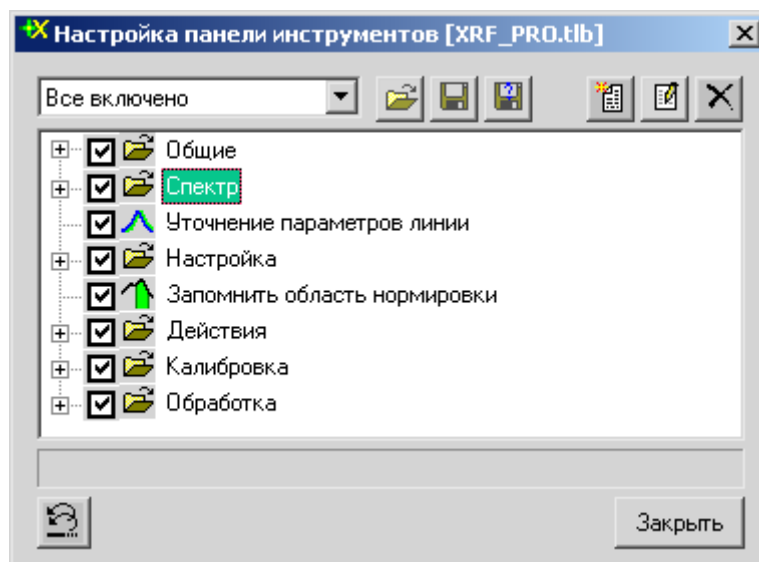 Настройка панели инструментов [XRF_PRO.tlb]
Все включено
Общие
Спектр
Уточнение параметров линии
Настройка
Запомнить область нормировки
Действия
Калибровка
Обработка
Закрыть